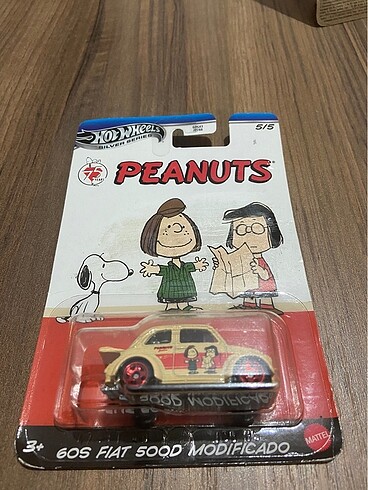 Hot Wheels
SILVER SERIES
5/5
75
PEANUTS
MATTEL
3+
60S FIAT 500D MODIFICADO